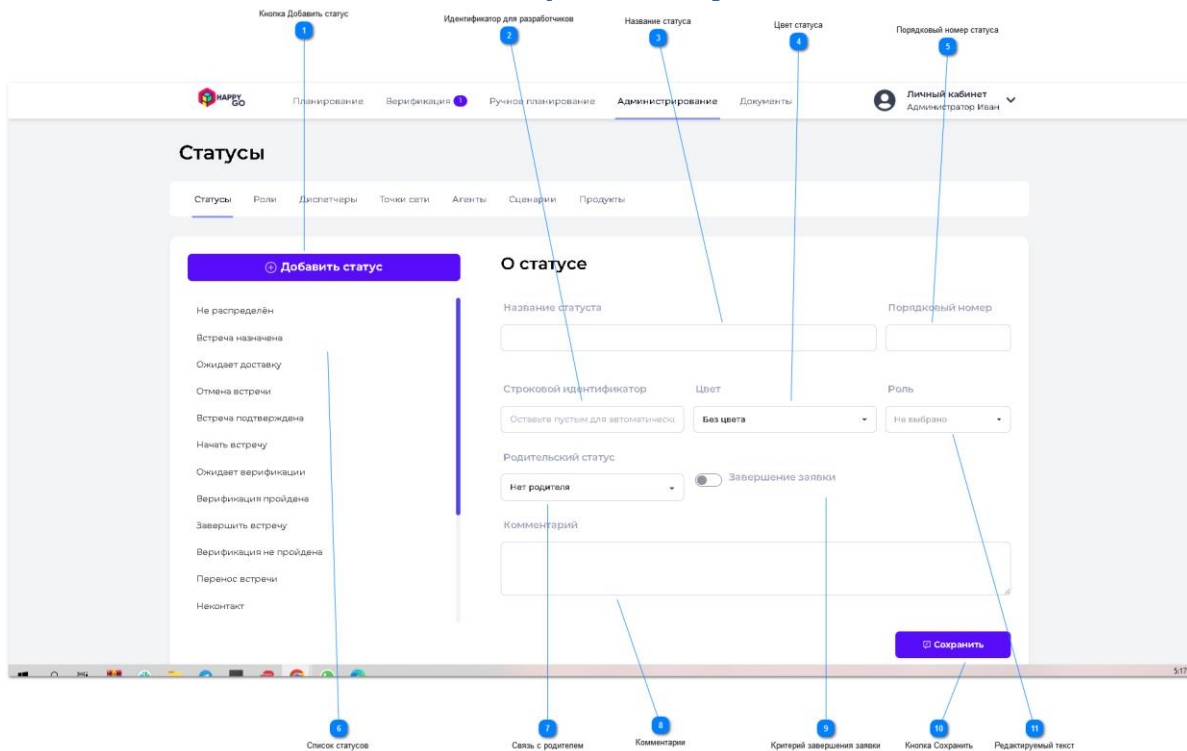 Кнопка Добавить статус
1
Идентификатор для разработчиков
2
Название статуса
3
Цвет статуса
4
Порядковый номер статуса
5
HAPPY GO
Планирование Верификация 1 Ручное планирование Администрирование Документы
Личный кабинет
Администратор Иван
Статусы
Статусы Роли Диспетчеры Точки сети Агенты Сценарии Продукты
Добавить статус
Не распределён
Встреча назначена
Ожидает доставку
Отмена встречи
Встреча подтверждена
Начать встречу
Ожидает верификации
Верификация пройдена
Завершить встречу
Верификация не пройдена
Перенос встречи
Неконтакт
О статусе
Название статуста
Порядковый номер
Строковой идентификатор
Цвет
Роль
Оставьте пустым для автоматическо
Без цвета
Не выбрано
Родительский статус
Нет родителя
Завершение заявки
Комментарий
Сохранить
5:17
6
Список статусов
7
Связь с родителем
8
Комментарии
9
Критерий завершения заявки
10
Кнопка Сохранить
11
Редактируемый текст